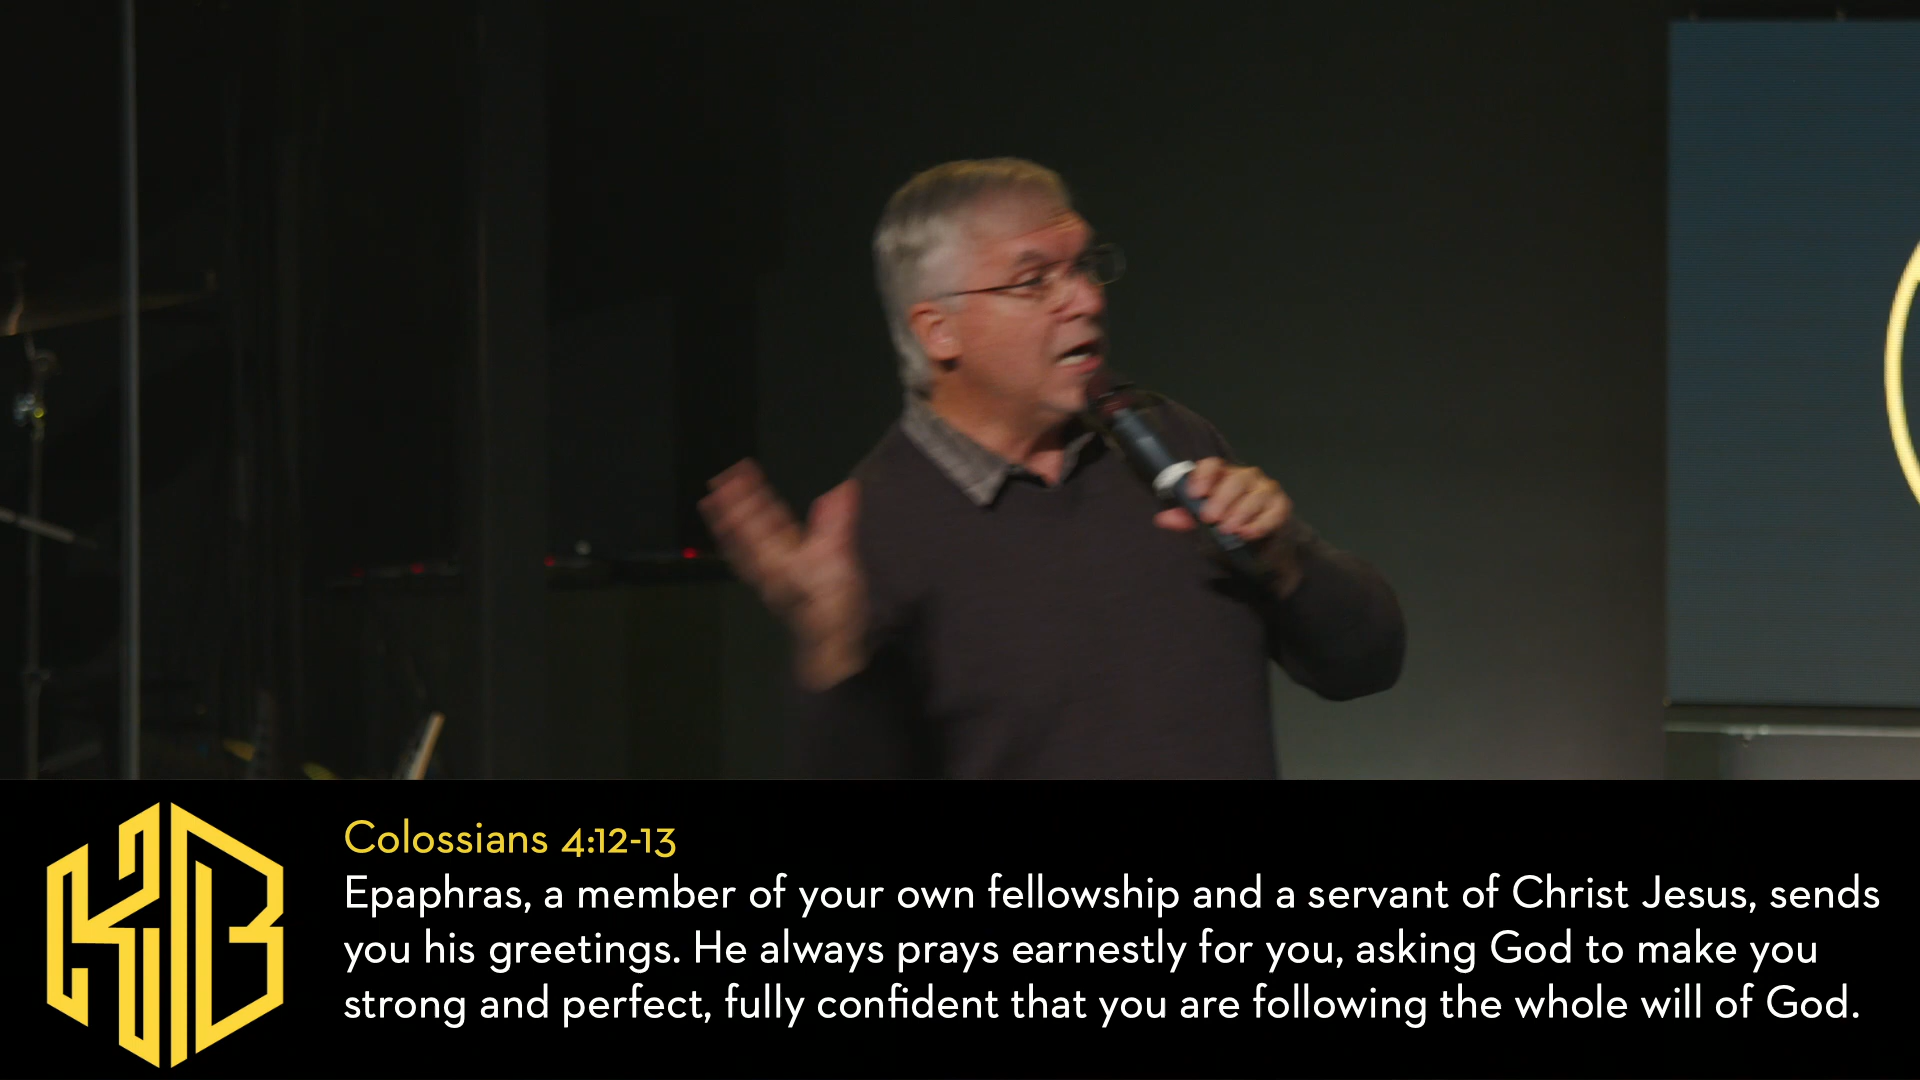 KB
Colossians 4:12-13
Epaphras, a member of your own fellowship and a servant of Christ Jesus, sends
you his greetings. He always prays earnestly for you, asking God to make you
strong and perfect, fully confident that you are following the whole will of God.